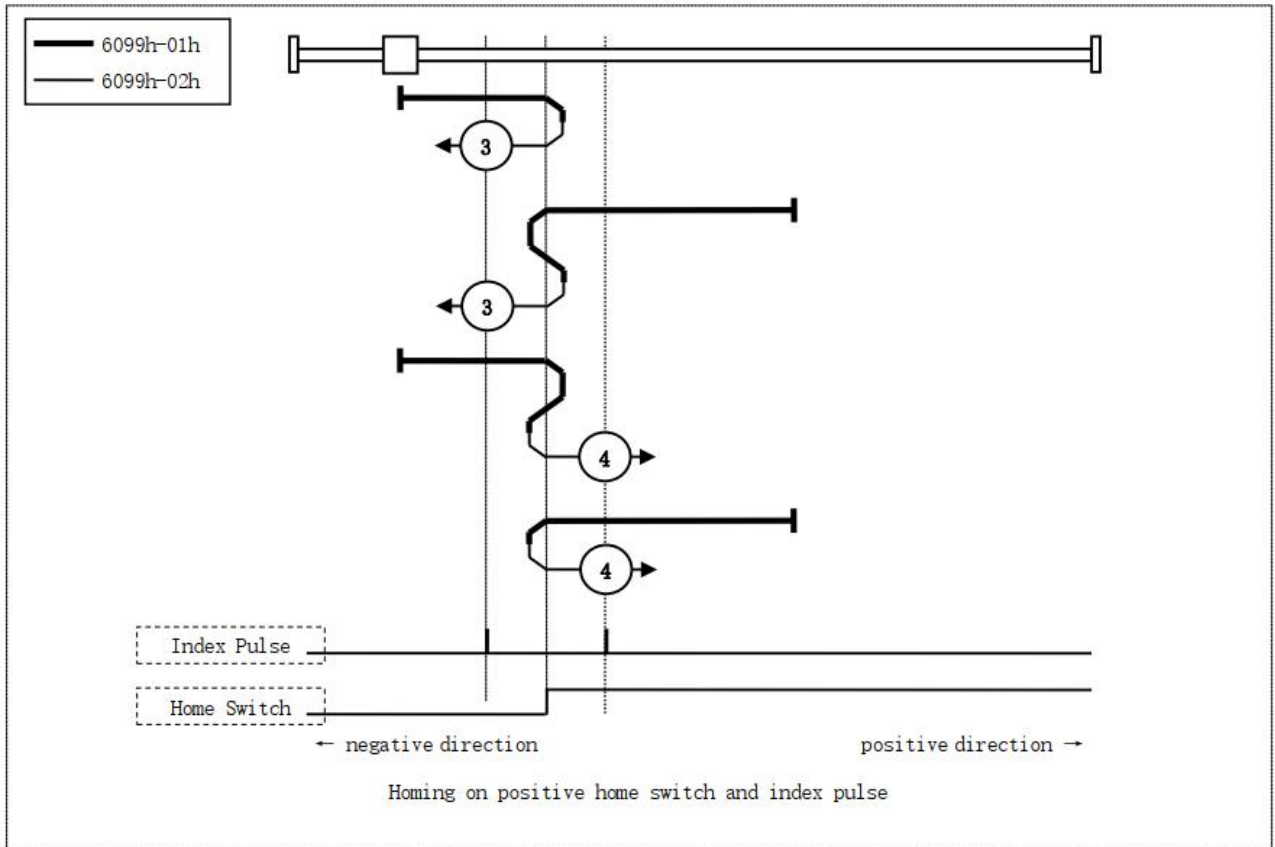 6099h-01h
6099h-02h
3
3
4
4
Index Pulse
Home Switch
← negative direction
positive direction →
Homing on positive home switch and index pulse